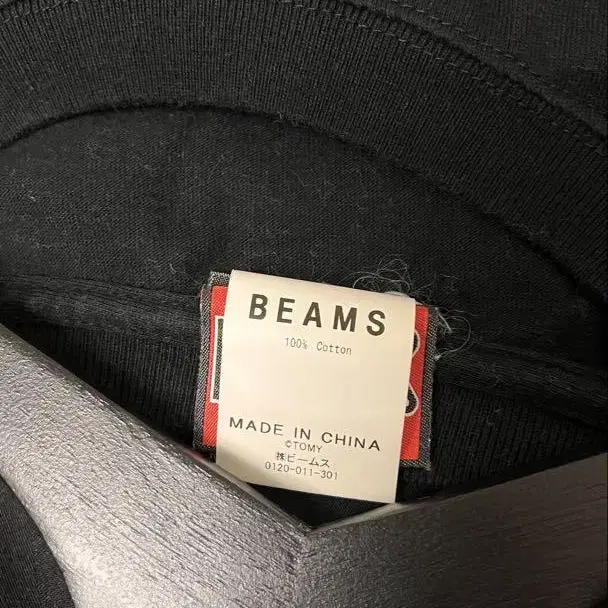 BEAMS
100% Cotton
MADE IN CHINA
©TOMY
㈱ビームス
0120-011-301